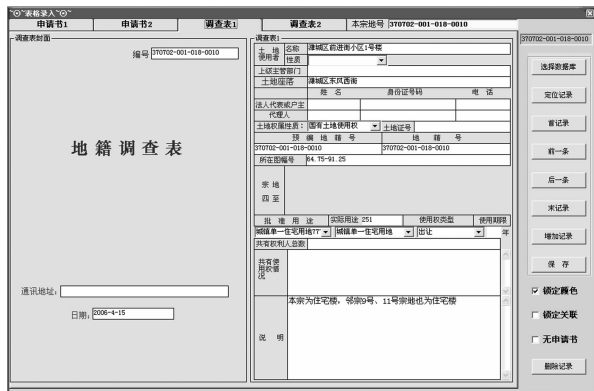 ~⊙~表格录入~⊙~
申请书1 申请书2 调查表1 调查表2 本宗地号 370702-001-018-0010
调查表封面
编号 370702-001-018-0010
地籍调查表
通讯地址:
日期: 2006-4-15
调查表1
土地使用者 名称 潍城区前进街小区1号楼
性质
上级主管部门
土地座落 潍城区东风西街
姓名 身份证号码 电话
法人代表或户主
代理人
土地权属性质: 国有土地使用权 土地证号
预编地籍号 地籍号
370702-001-018-0010 370702-001-018-0010
所在图幅号 64.75-91.25
宗地四至
批准用途 实际用途 251 使用权类型 使用期限
城镇单一住宅用地 城镇单一住宅用地 出让 年
共有权利人总数
共有使用权情况
说明 本宗为住宅楼, 邻宗9号、11号宗地也为住宅楼
370702-001-018-0010
选择数据库
定位记录
首记录
前一条
后一条
末记录
增加记录
保存
锁定颜色
锁定关联
无申请书
删除记录